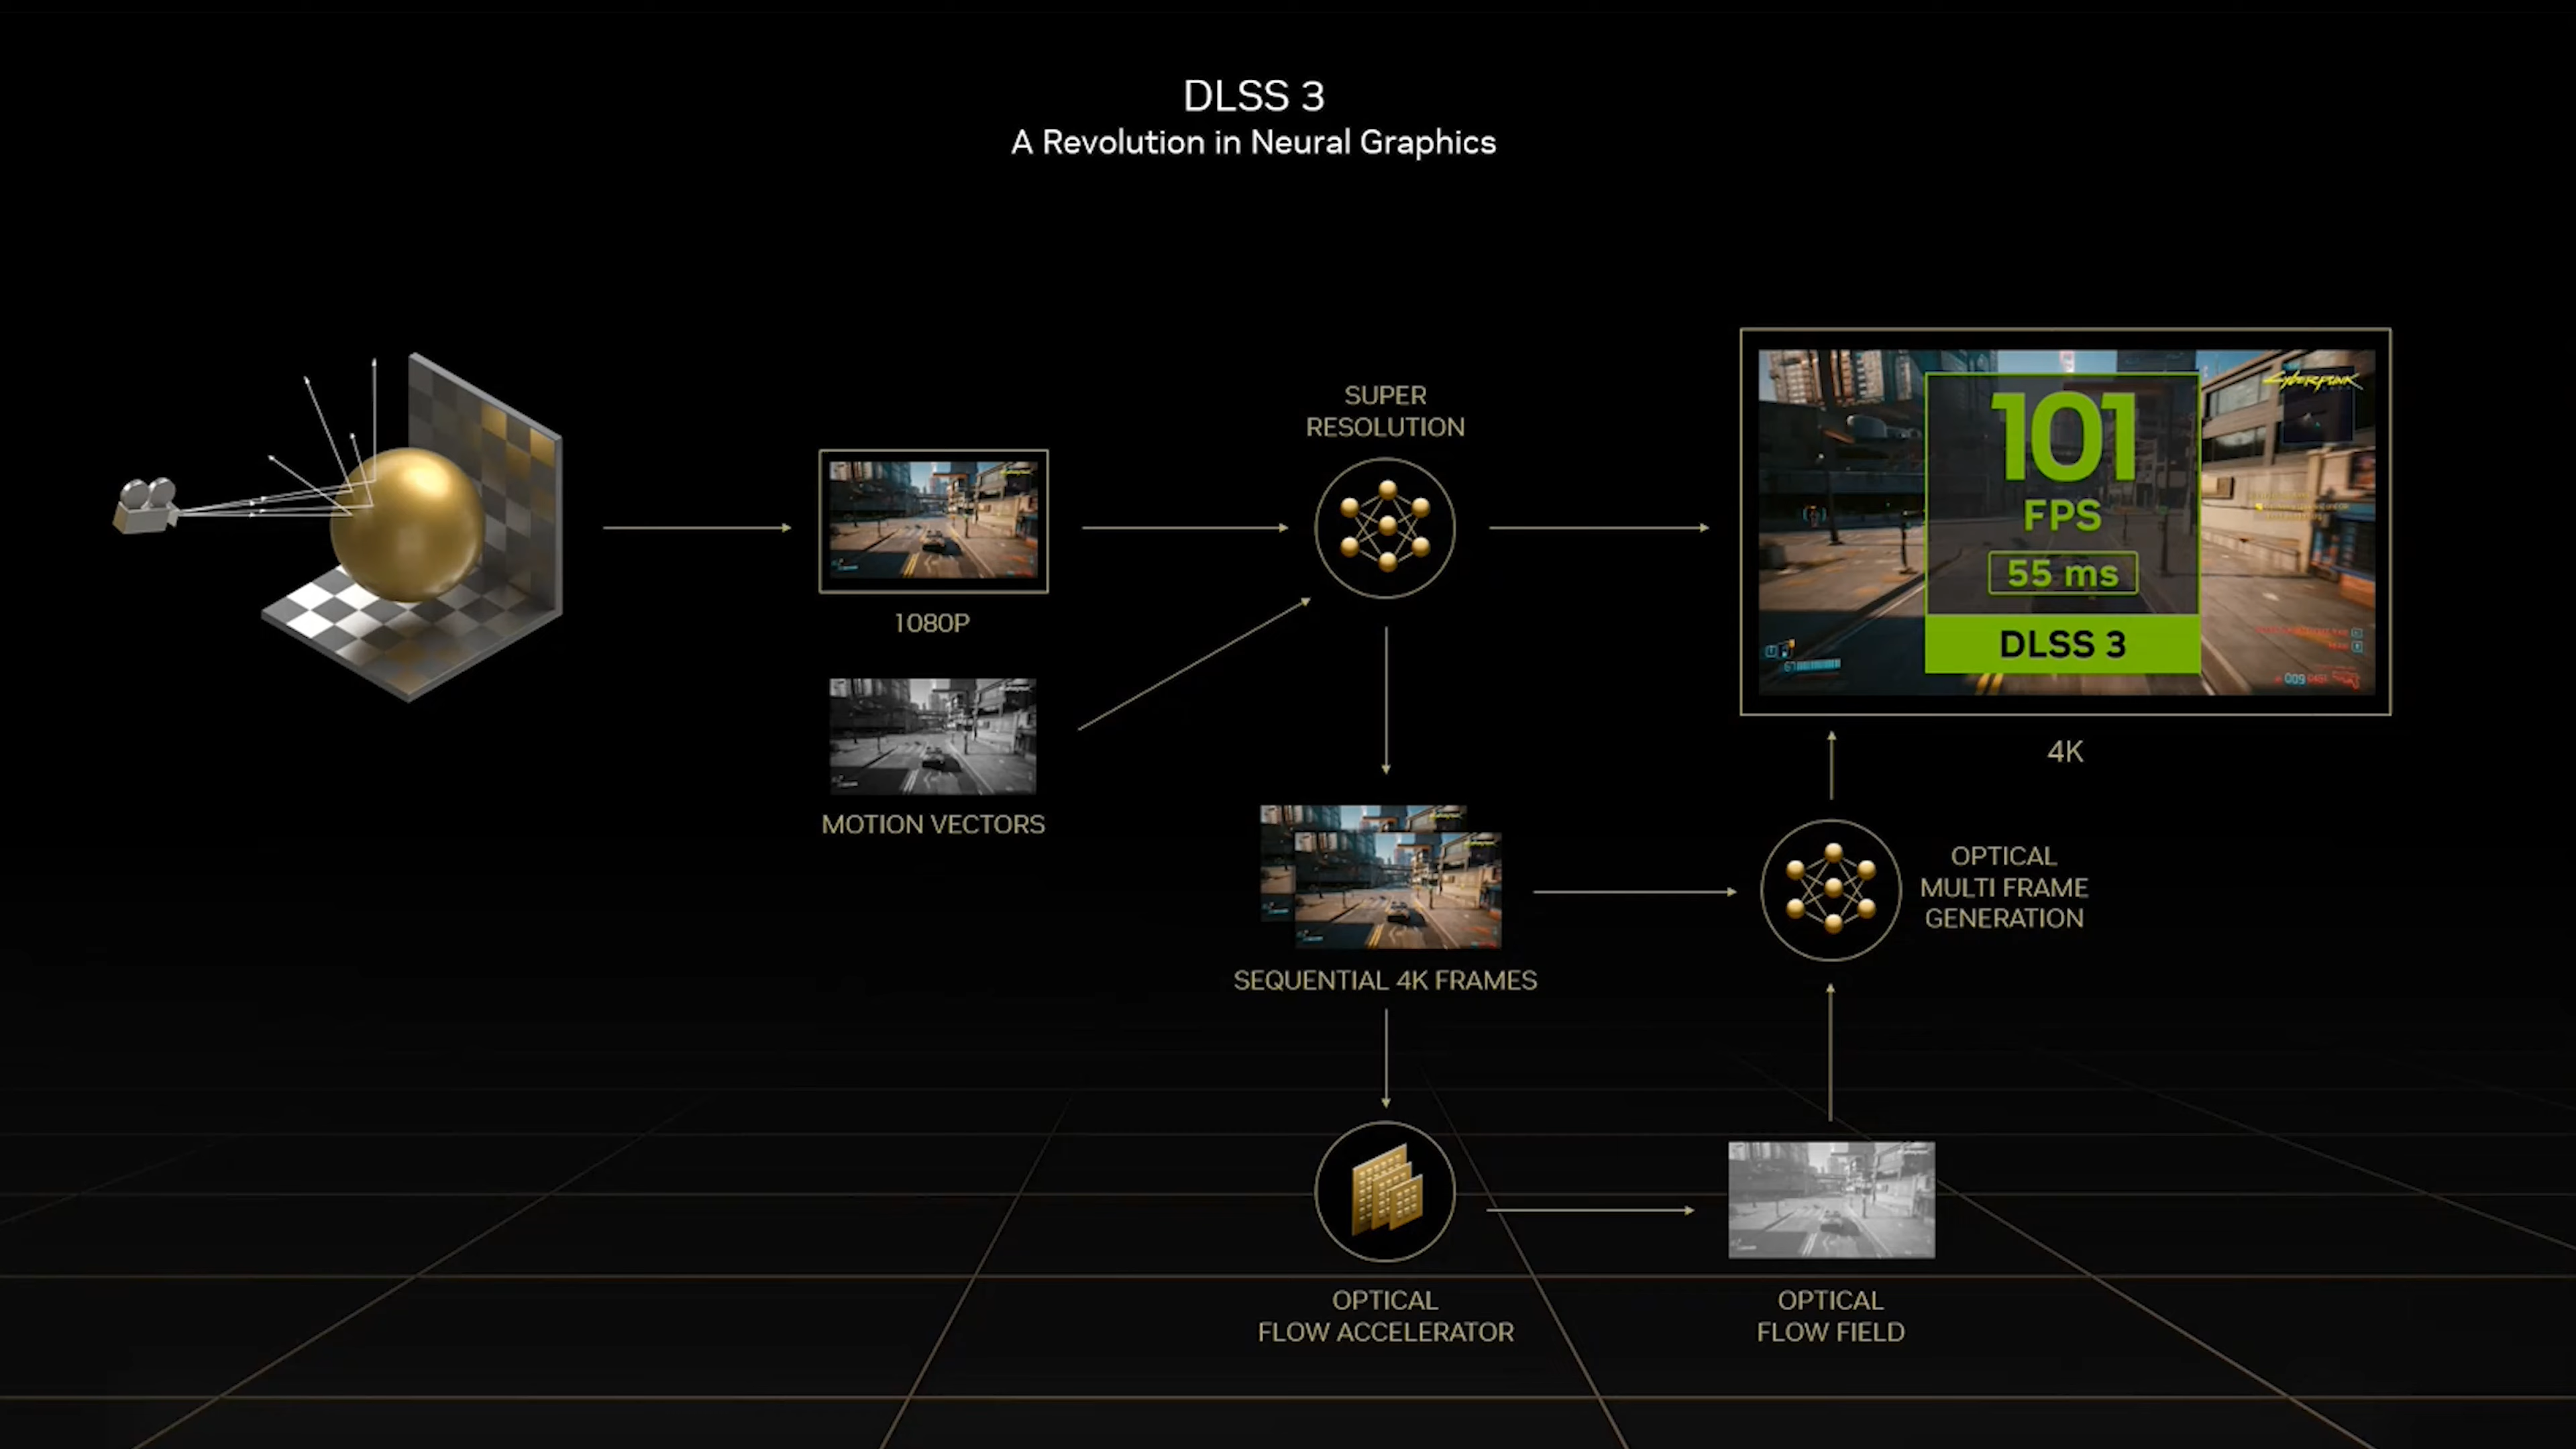 DLSS 3
A Revolution in Neural Graphics
SUPER
RESOLUTION
1080P
MOTION VECTORS
CYBERPUNK
101
FPS
55 ms
DLSS 3
4K
SEQUENTIAL 4K FRAMES
OPTICAL
MULTI FRAME
GENERATION
OPTICAL
FLOW ACCELERATOR
OPTICAL
FLOW FIELD